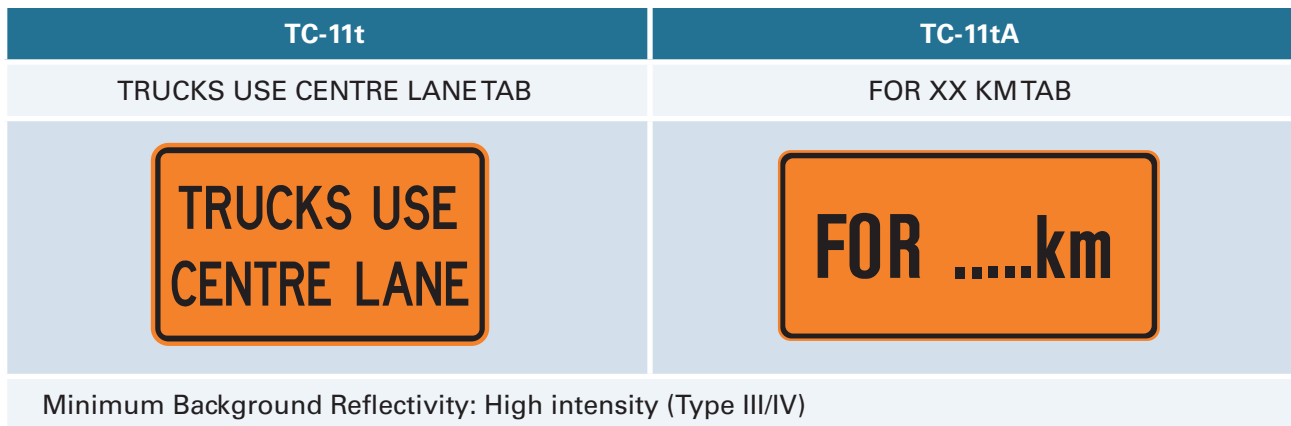 TC-11t
TC-11tA
TRUCKS USE CENTRE LANE TAB
FOR XX KM TAB
TRUCKS USE
CENTRE LANE
FOR .....km
Minimum Background Reflectivity: High intensity (Type III/IV)